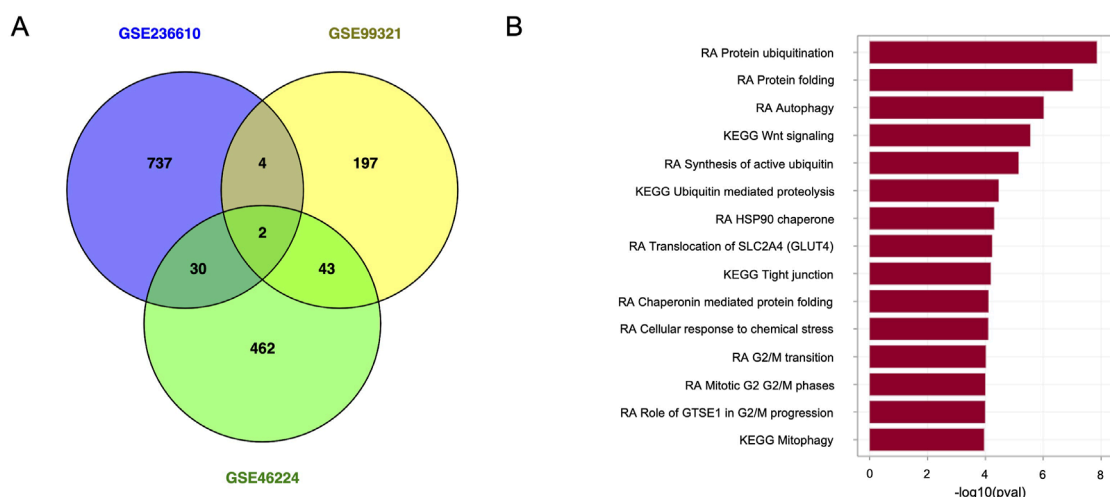 A
GSE236610
GSE99321
737
4
197
2
30
43
462
GSE46224
B
RA Protein ubiquitination
RA Protein folding
RA Autophagy
KEGG Wnt signaling
RA Synthesis of active ubiquitin
KEGG Ubiquitin mediated proteolysis
RA HSP90 chaperone
RA Translocation of SLC2A4 (GLUT4)
KEGG Tight junction
RA Chaperonin mediated protein folding
RA Cellular response to chemical stress
RA G2/M transition
RA Mitotic G2 G2/M phases
RA Role of GTSE1 in G2/M progression
KEGG Mitophagy
0 2 4 6 8
-log10(pval)